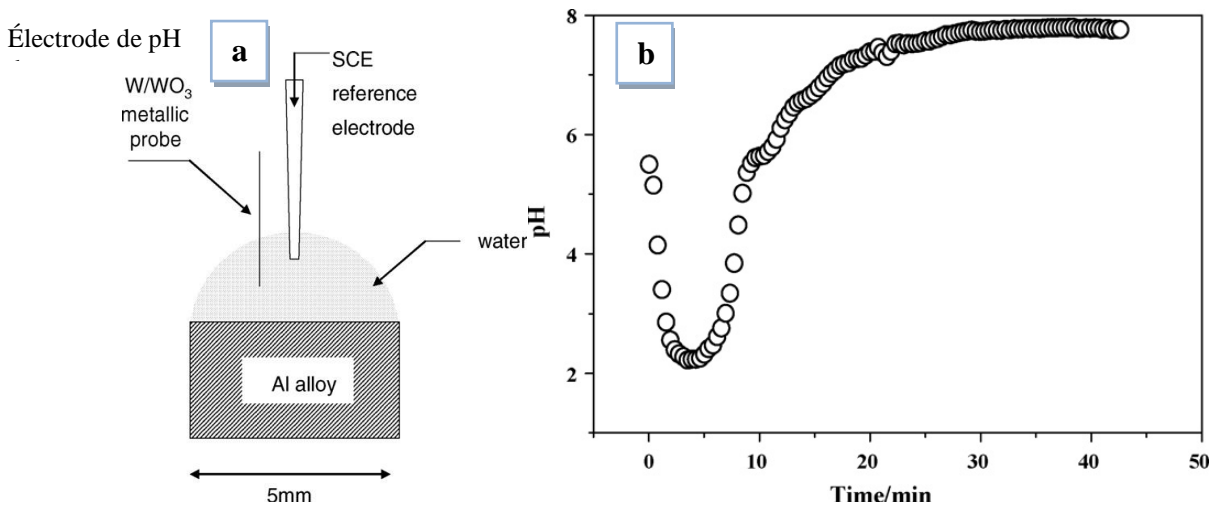 Électrode de pH
a
W/WO3
metallic
probe
SCE
reference
electrode
water
Al alloy
5mm
b
8
6
4
2
pH
0
10
20
30
40
50
Time/min